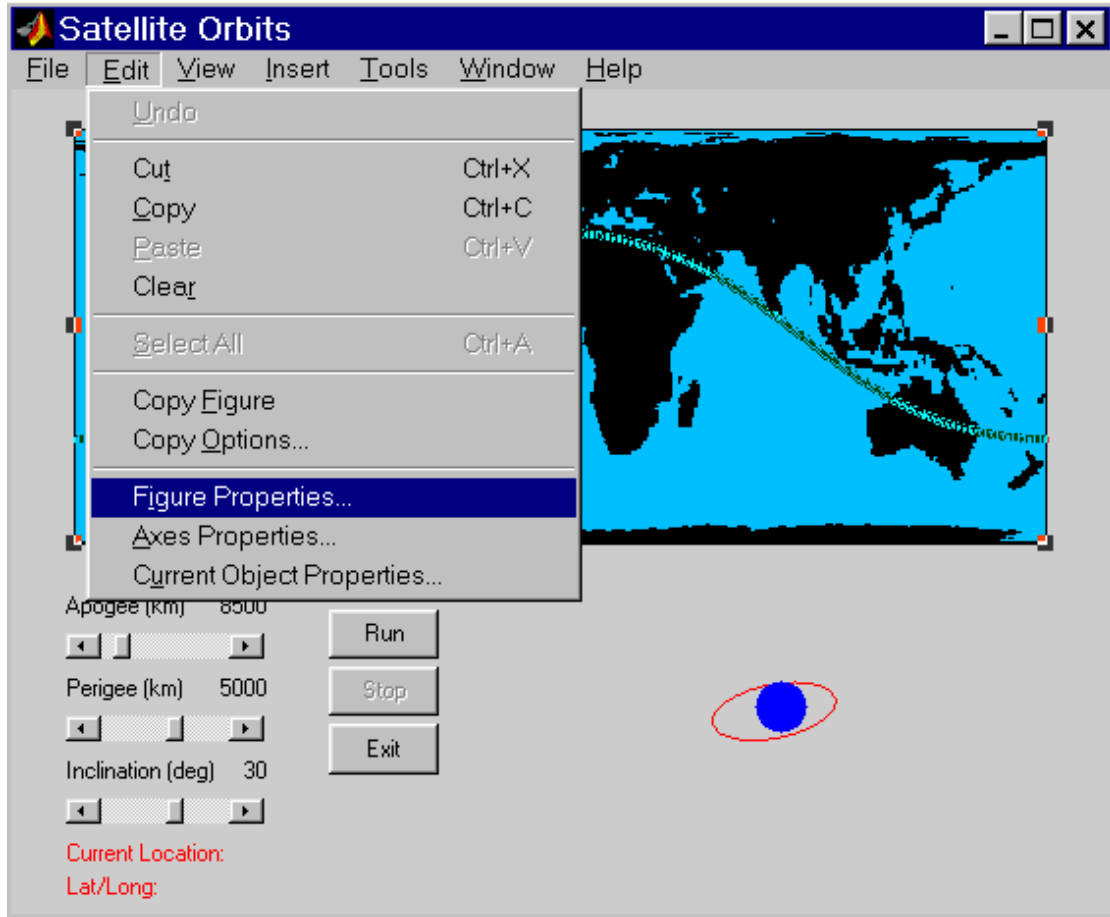 Satellite Orbits
File Edit View Insert Tools Window Help
Undo
Cut Ctrl+X
Copy Ctrl+C
Paste Ctrl+V
Clear
Select All Ctrl+A
Copy Figure
Copy Options...
Figure Properties...
Axes Properties...
Current Object Properties...
Apogee (km) 8500
Run
Perigee (km) 5000
Stop
Exit
Inclination (deg) 30
Current Location:
Lat/Long: